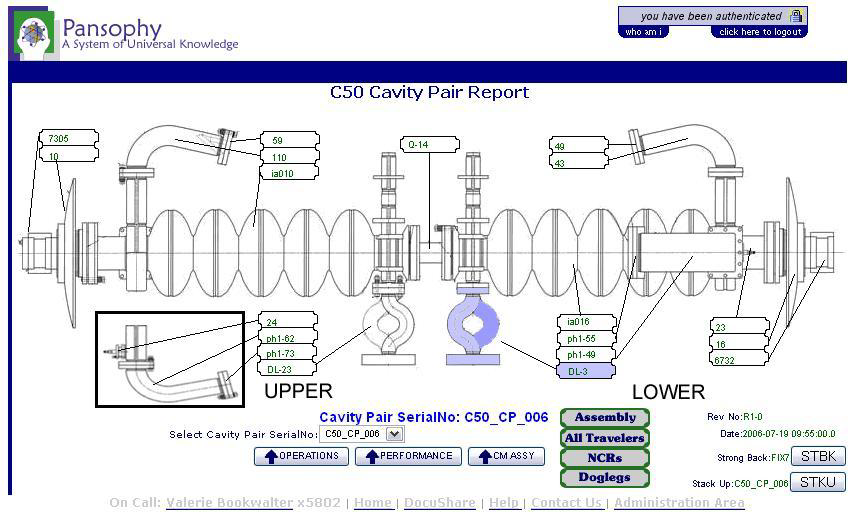 Pansophy
A System of Universal Knowledge
you have been authenticated
who am i
click here to logout
C50 Cavity Pair Report
7305
10
59
110
ia010
Q-14
49
43
24
ph1-62
ph1-73
DL-23
ia016
ph1-55
ph1-49
DL-3
23
16
6732
UPPER
LOWER
Cavity Pair SerialNo: C50_CP_006
Select Cavity Pair SerialNo: C50_CP_006
OPERATIONS
PERFORMANCE
CM ASSY
Assembly
All Travelers
NCRs
Doglegs
Rev No:R1-0
Date:2006-07-19 09:55:00.0
Strong Back:FIX7 STBK
Stack Up:C50_CP_006 STKU
On Call: Valerie Bookwalter x5802 | Home | DocuShare | Help | Contact Us | Administration Area